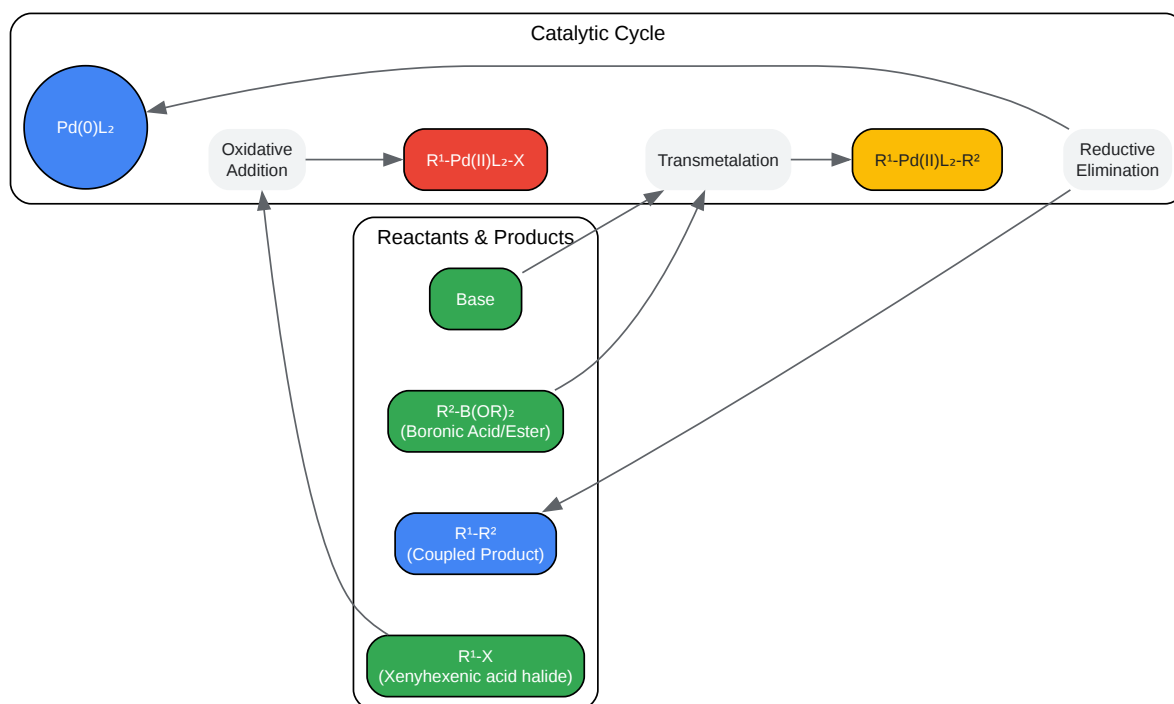 Catalytic Cycle
Pd(0)L₂
Oxidative
Addition
R¹-Pd(II)L₂-X
Transmetalation
R¹-Pd(II)L₂-R²
Reductive
Elimination
Reactants & Products
Base
R²-B(OR)₂
(Boronic Acid/Ester)
R¹-R²
(Coupled Product)
R¹-X
(Xenyhexenic acid halide)